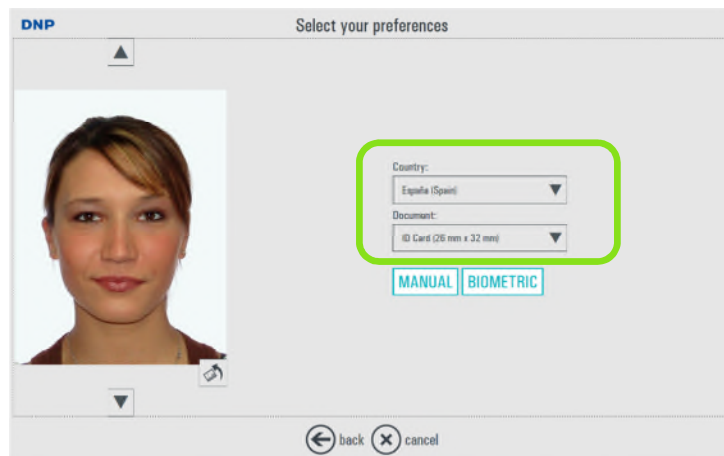 DNP
Select your preferences
Country:
España (Spain)
Document:
ID Card (26 mm x 32 mm)
MANUAL BIOMETRIC
back cancel